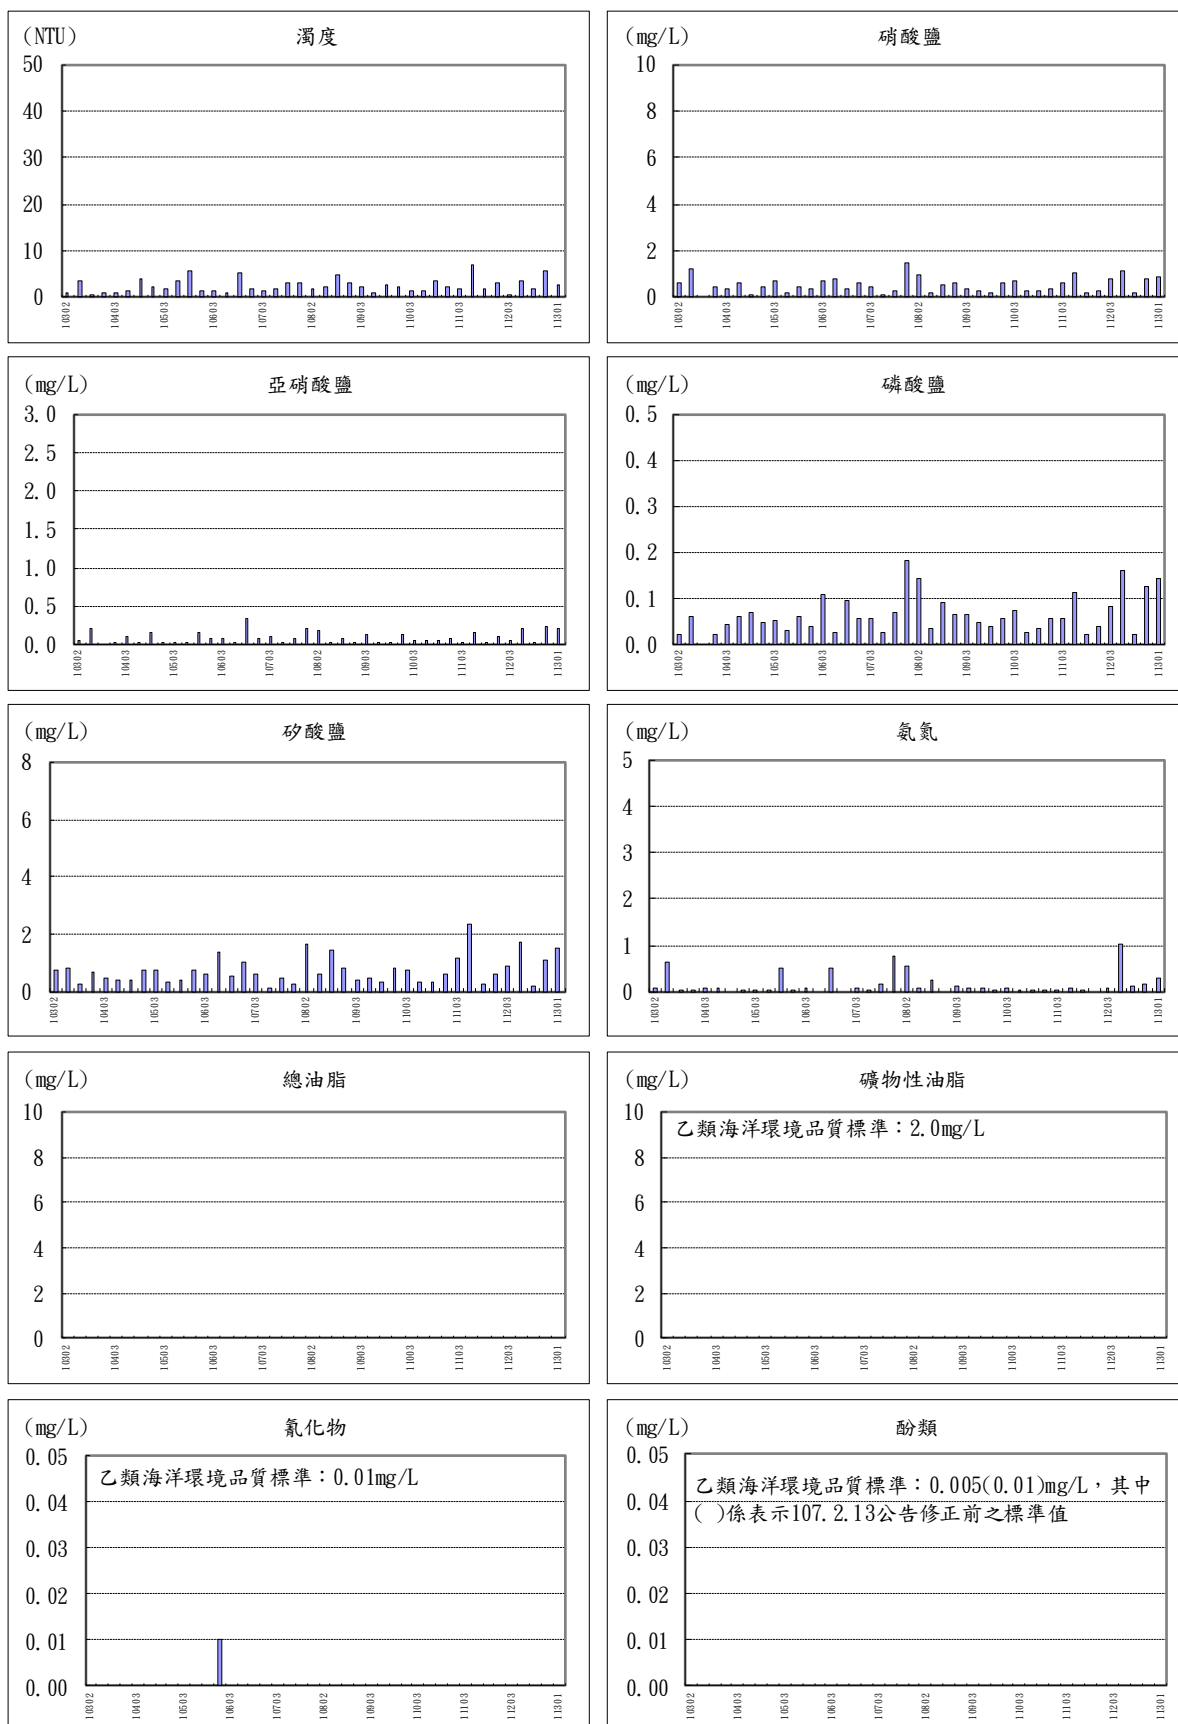 (NTU) 濁度
50
40
30
20
10
0
10302 10403 10503 10603 10703 10802 10903 11003 11103 11203 11301
(mg/L) 硝酸鹽
10
8
6
4
2
0
10302 10403 10503 10603 10703 10802 10903 11003 11103 11203 11301
(mg/L) 亞硝酸鹽
3.0
2.5
2.0
1.5
1.0
0.5
0.0
10302 10403 10503 10603 10703 10802 10903 11003 11103 11203 11301
(mg/L) 磷酸鹽
0.5
0.4
0.3
0.2
0.1
0.0
10302 10403 10503 10603 10703 10802 10903 11003 11103 11203 11301
(mg/L) 矽酸鹽
8
6
4
2
0
10302 10403 10503 10603 10703 10802 10903 11003 11103 11203 11301
(mg/L) 氨氮
5
4
3
2
1
0
10302 10403 10503 10603 10703 10802 10903 11003 11103 11203 11301
(mg/L) 總油脂
10
8
6
4
2
0
10302 10403 10503 10603 10703 10802 10903 11003 11103 11203 11301
(mg/L) 礦物性油脂
10
乙類海洋環境品質標準：2.0mg/L
8
6
4
2
0
10302 10403 10503 10603 10703 10802 10903 11003 11103 11203 11301
(mg/L) 氰化物
0.05
乙類海洋環境品質標準：0.01mg/L
0.04
0.03
0.02
0.01
0.00
10302 10403 10503 10603 10703 10802 10903 11003 11103 11203 11301
(mg/L) 酚類
0.05
乙類海洋環境品質標準：0.005(0.01)mg/L，其中
( )係表示107.2.13公告修正前之標準值
0.04
0.03
0.02
0.01
0.00
10302 10403 10503 10603 10703 10802 10903 11003 11103 11203 11301